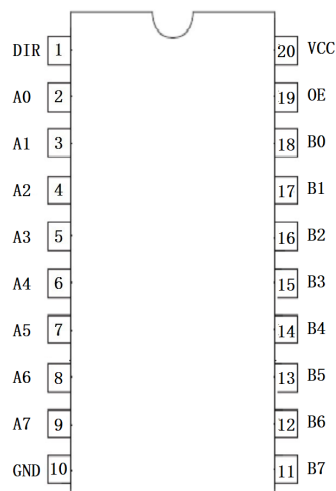 DIR 1 20 VCC
A0 2 19 OE
A1 3 18 B0
A2 4 17 B1
A3 5 16 B2
A4 6 15 B3
A5 7 14 B4
A6 8 13 B5
A7 9 12 B6
GND 10 11 B7